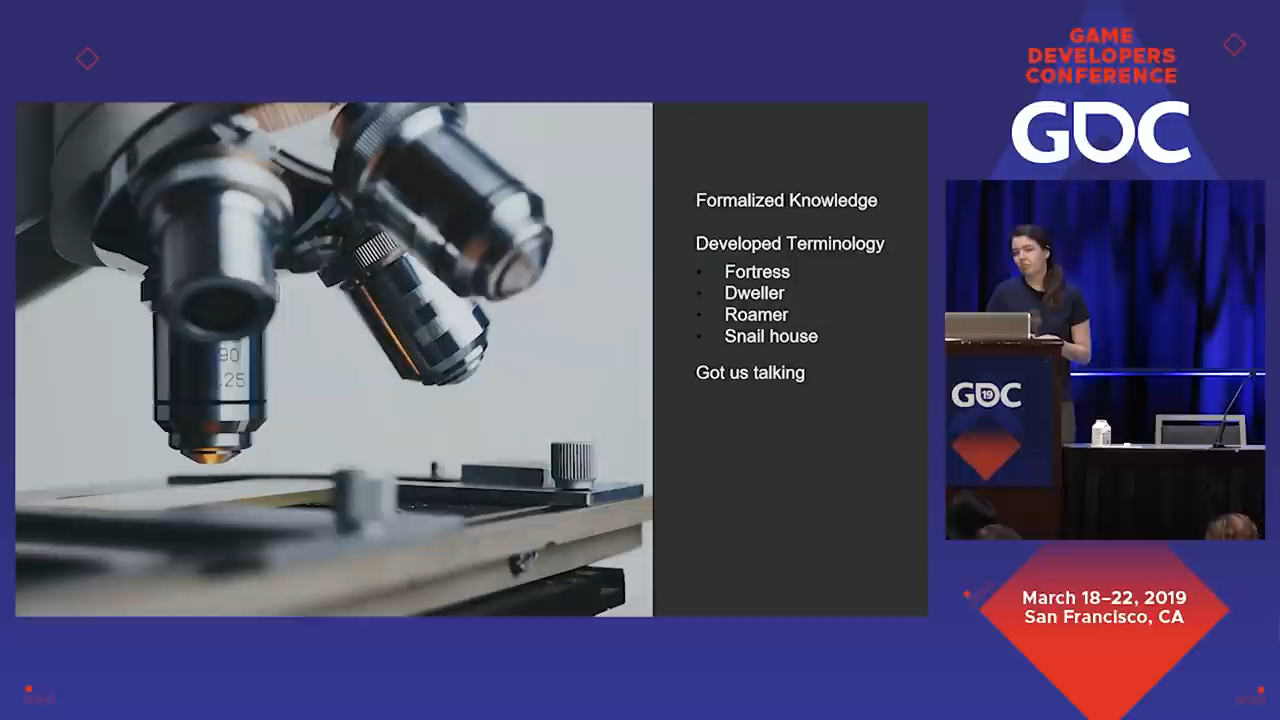 GAME
DEVELOPERS
CONFERENCE
GDC
Formalized Knowledge
Developed Terminology
• Fortress
• Dweller
• Roamer
• Snail house
Got us talking
90
.25
GDC
19
March 18–22, 2019
San Francisco, CA